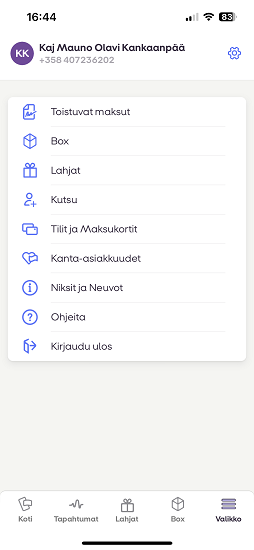 16:44
83
KK
Kaj Mauno Olavi Kankaanpää
+358 407236202
Toistuvat maksut
Box
Lahjat
Kutsu
Tilit ja Maksukortit
Kanta-asiakkuudet
Niksit ja Neuvot
Ohjeita
Kirjaudu ulos
Koti
Tapahtumat
Lahjat
Box
Valikko